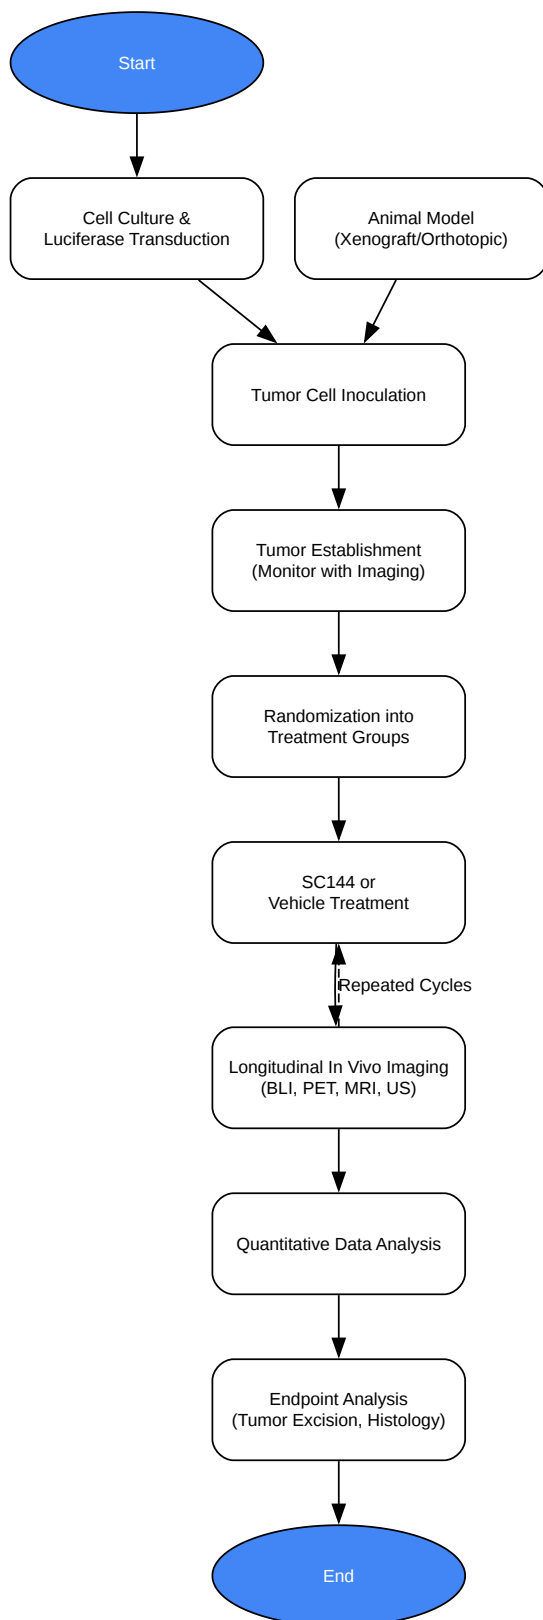 Start
Cell Culture &
Luciferase Transduction
Animal Model
(Xenograft/Orthotopic)
Tumor Cell Inoculation
Tumor Establishment
(Monitor with Imaging)
Randomization into
Treatment Groups
SC144 or
Vehicle Treatment
Repeated Cycles
Longitudinal In Vivo Imaging
(BLI, PET, MRI, US)
Quantitative Data Analysis
Endpoint Analysis
(Tumor Excision, Histology)
End